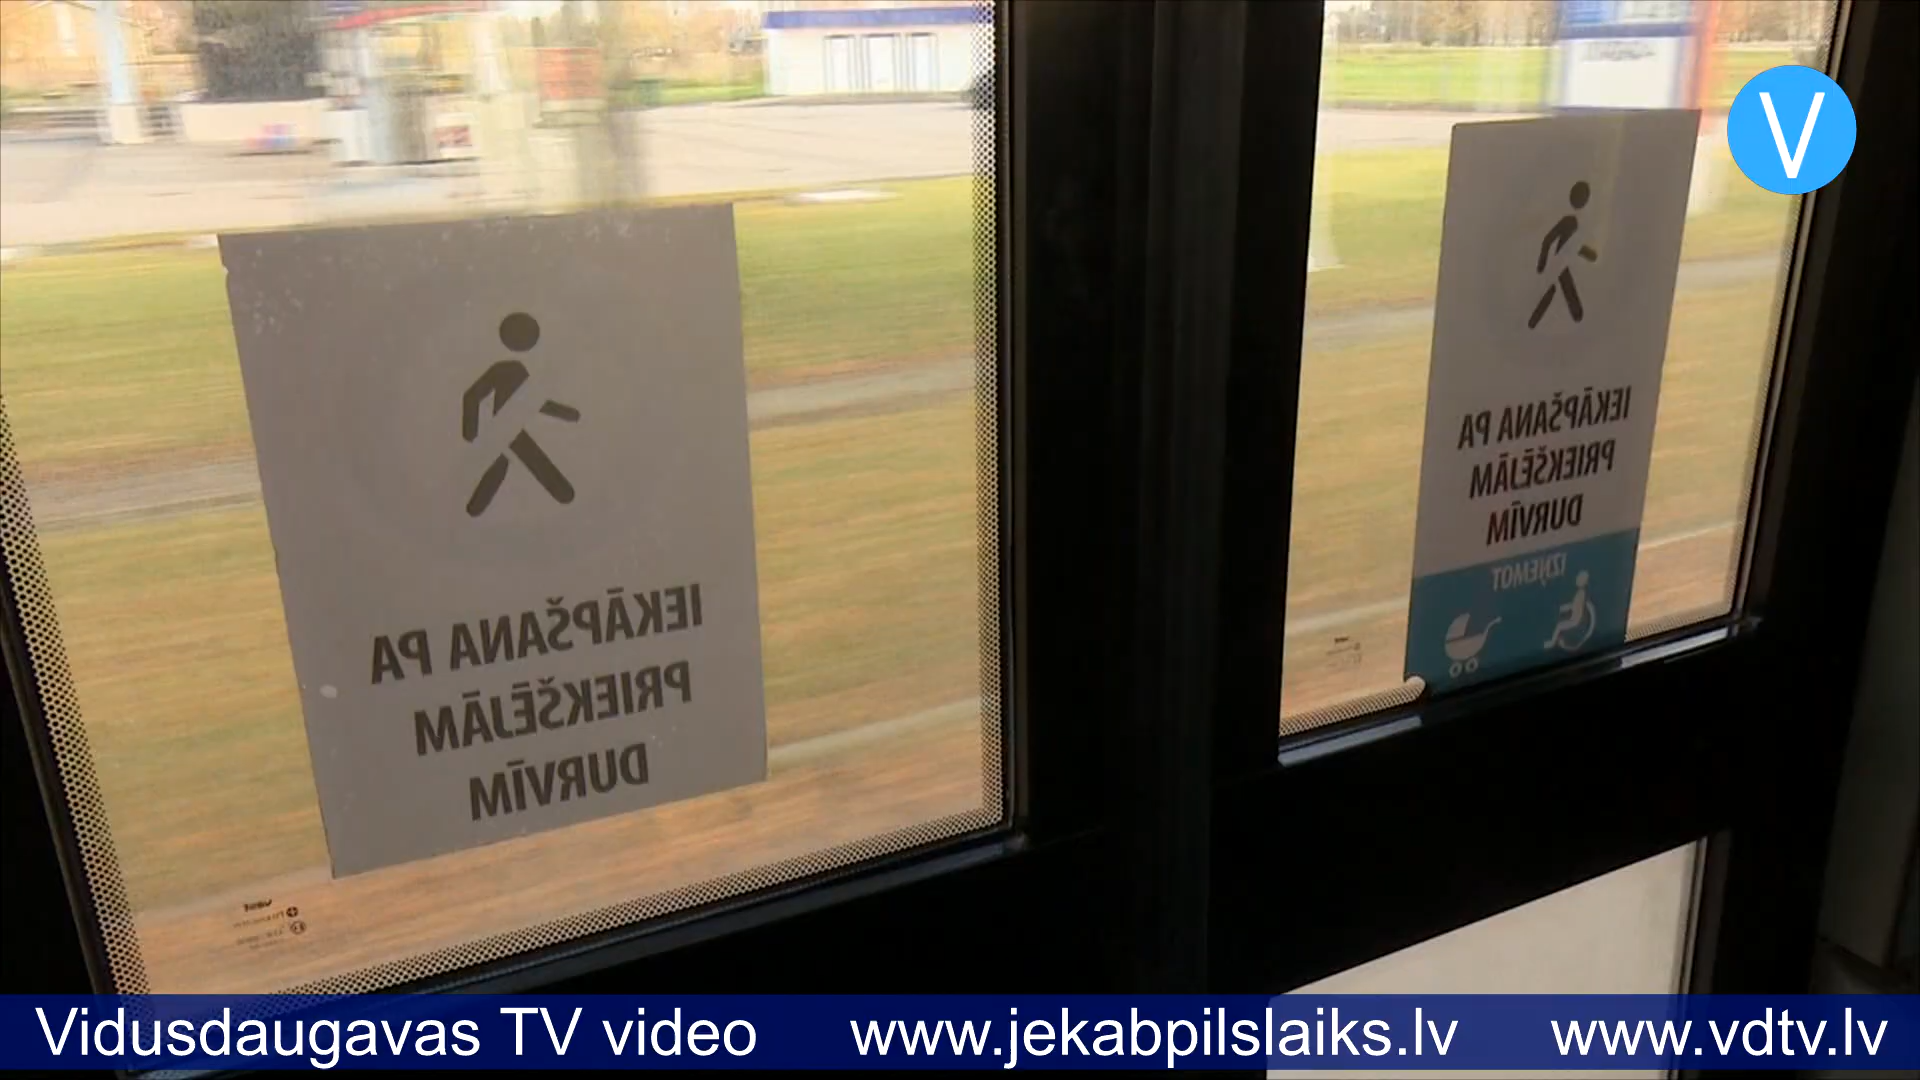 V
IEKĀPŠANA PA
PRIEKŠĒJĀM
DURVĪM
IEKĀPŠANA PA
PRIEKŠĒJĀM
DURVĪM
IZŅEMOT
Vidusdaugavas TV video www.jekabpilslaiks.lv www.vdtv.lv